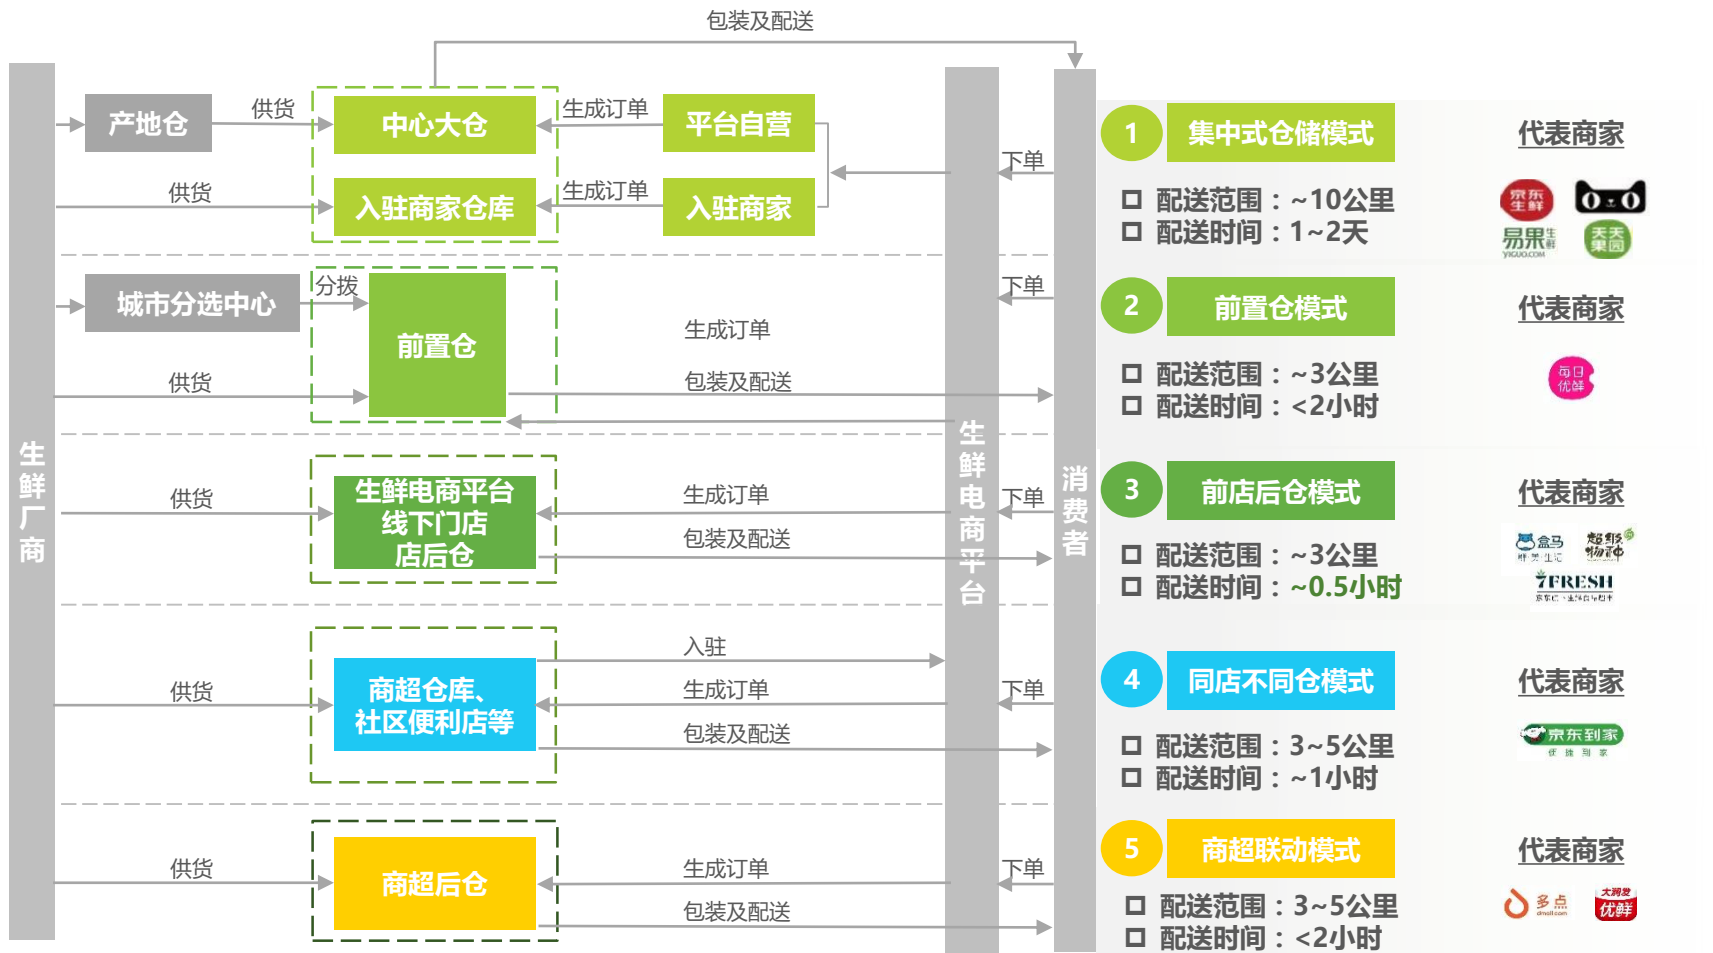 包装及配送
生鲜厂商
产地仓
供货
中心大仓
生成订单
平台自营
供货
入驻商家仓库
生成订单
入驻商家
下单
城市分选中心
分拨
前置仓
供货
生成订单
包装及配送
下单
供货
生鲜电商平台
线下门店
店后仓
生成订单
包装及配送
下单
供货
商超仓库、
社区便利店等
入驻
生成订单
包装及配送
下单
供货
商超后仓
生成订单
包装及配送
下单
生鲜电商平台
消费者
1 集中式仓储模式
代表商家
配送范围：~10公里
配送时间：1~2天
京东
生鲜
易果生鲜
YIGUO.COM
天天
果园
2 前置仓模式
代表商家
配送范围：~3公里
配送时间：<2小时
每日
优鲜
3 前店后仓模式
代表商家
配送范围：~3公里
配送时间：~0.5小时
盒马
鲜·美·生活
超级
物种
7FRESH
4 同店不同仓模式
代表商家
配送范围：3~5公里
配送时间：~1小时
京东到家
5 商超联动模式
代表商家
配送范围：3~5公里
配送时间：<2小时
多点
dmall.com
大润发
优鲜